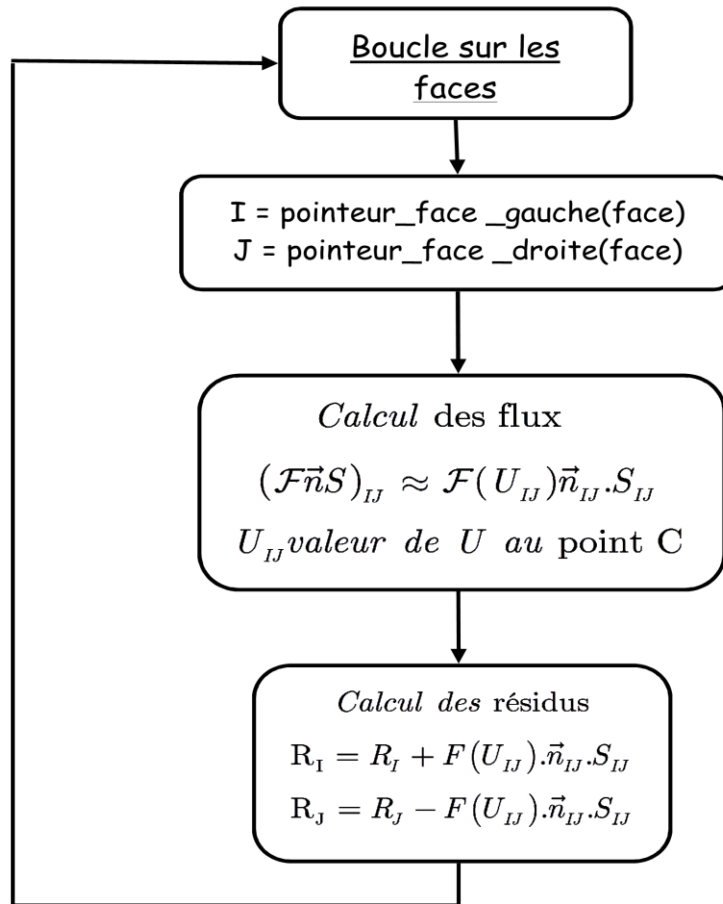 Boucle sur les
faces
I = pointeur_face _gauche(face)
J = pointeur_face _droite(face)
Calcul des flux
(ℱn⃗S)_IJ ≈ ℱ(U_IJ)n⃗_IJ.S_IJ
U_IJ valeur de U au point C
Calcul des résidus
R_I = R_I + F(U_IJ).n⃗_IJ.S_IJ
R_J = R_J − F(U_IJ).n⃗_IJ.S_IJ